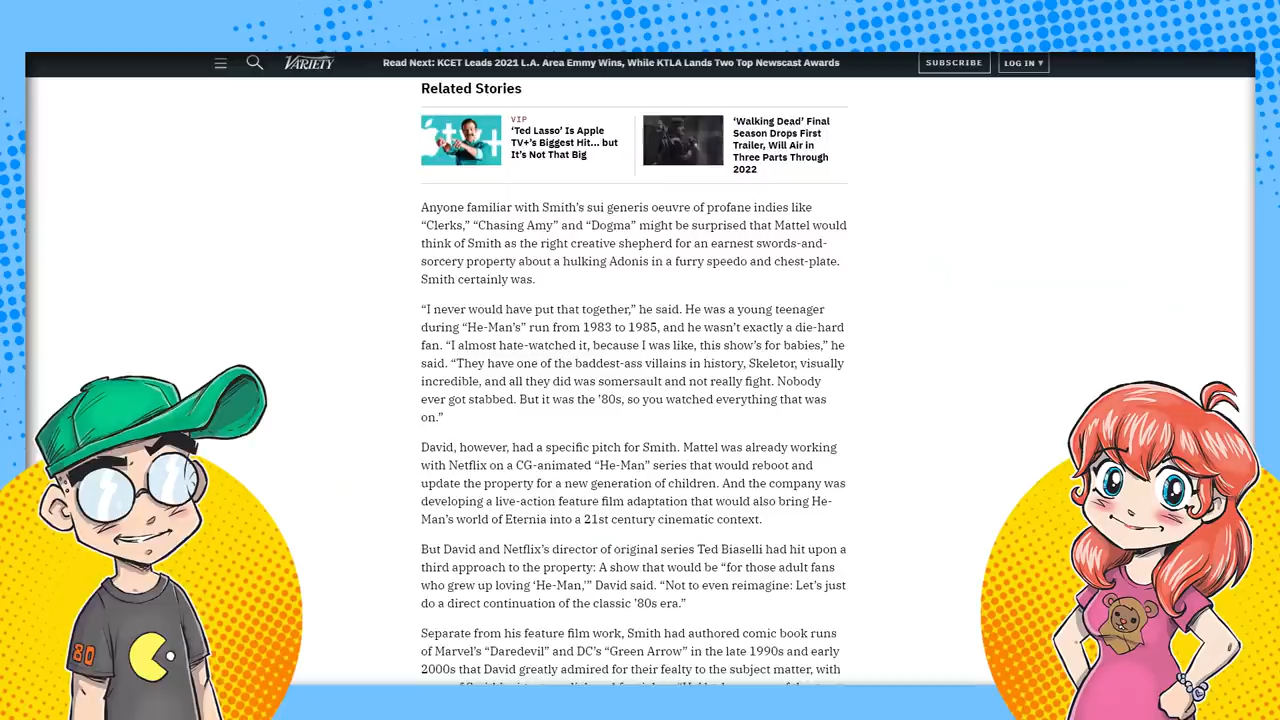 VARIETY
Read Next: KCET Leads 2021 L.A. Area Emmy Wins, While KTLA Lands Two Top Newscast Awards
SUBSCRIBE
LOG IN ▾
Related Stories
VIP
‘Ted Lasso’ Is Apple
TV+’s Biggest Hit... but
It’s Not That Big
‘Walking Dead’ Final
Season Drops First
Trailer, Will Air in
Three Parts Through
2022
Anyone familiar with Smith’s sui generis oeuvre of profane indies like
“Clerks,” “Chasing Amy” and “Dogma” might be surprised that Mattel would
think of Smith as the right creative shepherd for an earnest swords-and-
sorcery property about a hulking Adonis in a furry speedo and chest-plate.
Smith certainly was.
“I never would have put that together,” he said. He was a young teenager
during “He-Man’s” run from 1983 to 1985, and he wasn’t exactly a die-hard
fan. “I almost hate-watched it, because I was like, this show’s for babies,” he
said. “They have one of the baddest-ass villains in history, Skeletor, visually
incredible, and all they did was somersault and not really fight. Nobody
ever got stabbed. But it was the ’80s, so you watched everything that was
on.”
David, however, had a specific pitch for Smith. Mattel was already working
with Netflix on a CG-animated “He-Man” series that would reboot and
update the property for a new generation of children. And the company was
developing a live-action feature film adaptation that would also bring He-
Man’s world of Eternia into a 21st century cinematic context.
But David and Netflix’s director of original series Ted Biaselli had hit upon a
third approach to the property: A show that would be “for those adult fans
who grew up loving ‘He-Man,’” David said. “Not to even reimagine: Let’s just
do a direct continuation of the classic ’80s era.”
Separate from his feature film work, Smith had authored comic book runs
of Marvel’s “Daredevil” and DC’s “Green Arrow” in the late 1990s and early
2000s that David greatly admired for their fealty to the subject matter, with
80